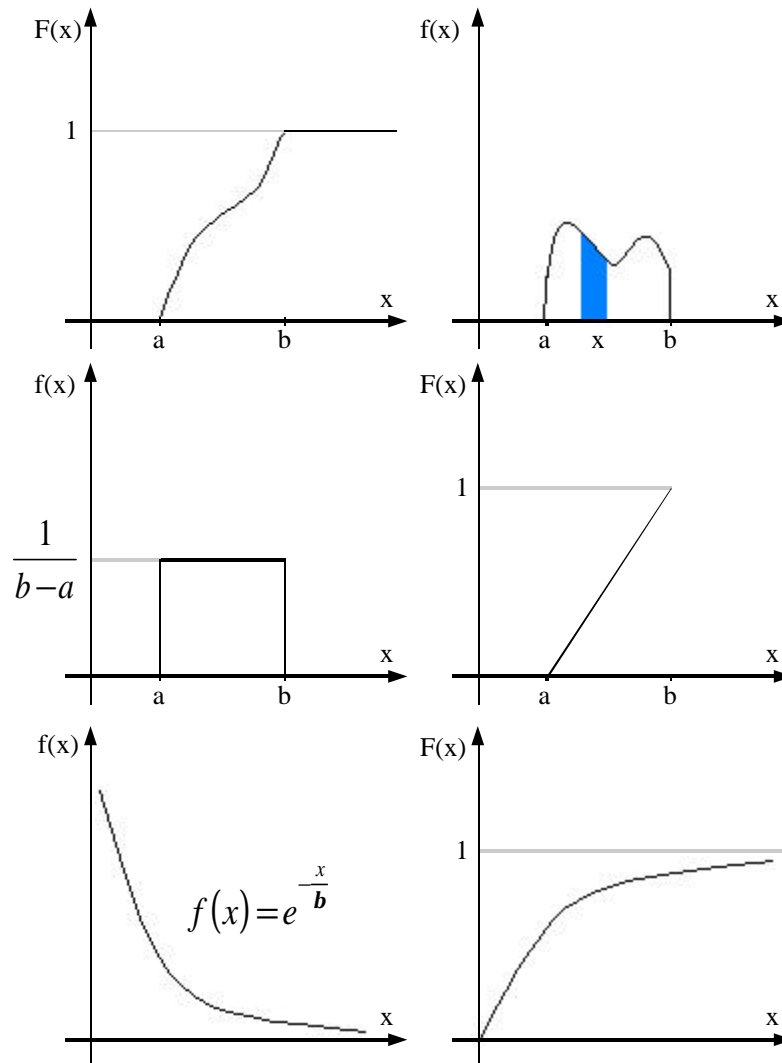 F(x)
1
x
a b
f(x)
x
a x b
f(x)
1
b−a
x
a b
F(x)
1
x
a b
f(x)
f(x)=e^{-x/b}
x
F(x)
1
x